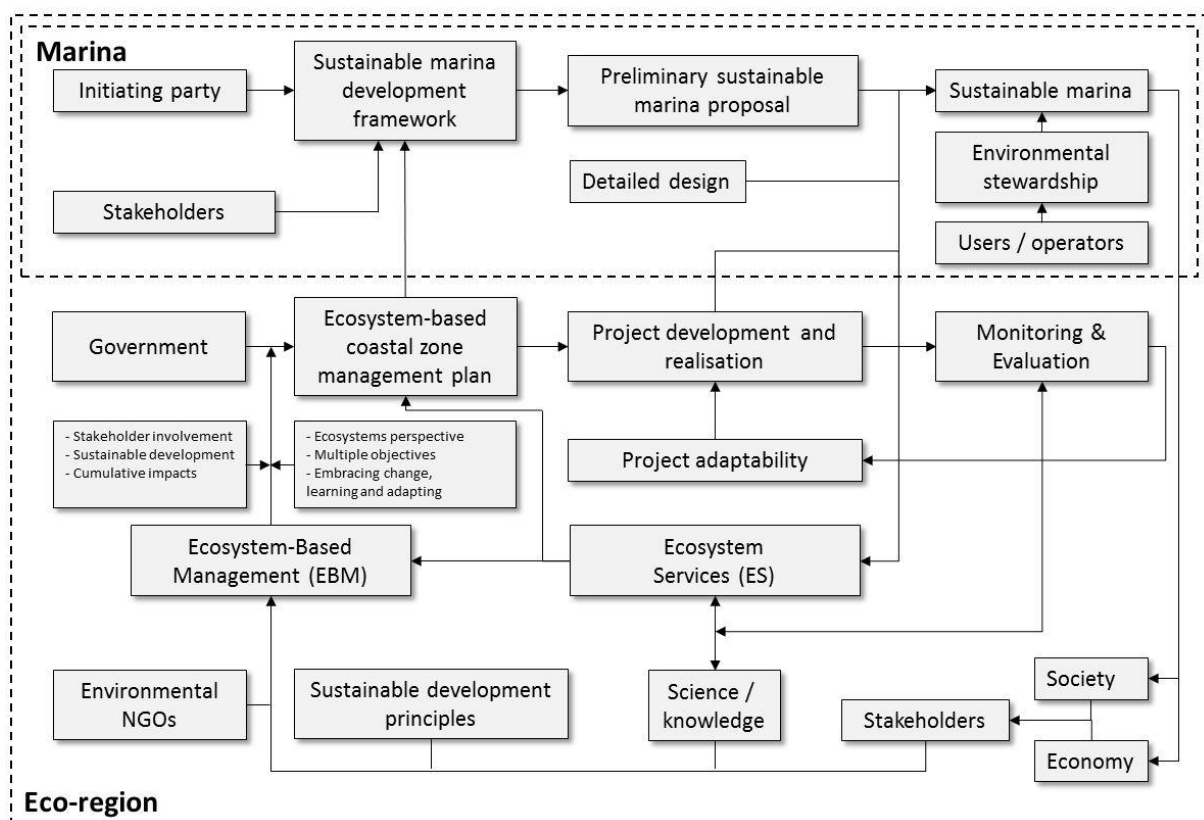 Marina
Initiating party
Sustainable marina
development
framework
Preliminary sustainable
marina proposal
Sustainable marina
Detailed design
Environmental
stewardship
Stakeholders
Users / operators
Government
Ecosystem-based
coastal zone
management plan
Project development and
realisation
Monitoring &
Evaluation
- Stakeholder involvement
- Sustainable development
- Cumulative impacts
- Ecosystems perspective
- Multiple objectives
- Embracing change,
learning and adapting
Project adaptability
Ecosystem-Based
Management (EBM)
Ecosystem
Services (ES)
Environmental
NGOs
Sustainable development
principles
Science /
knowledge
Stakeholders
Society
Economy
Eco-region